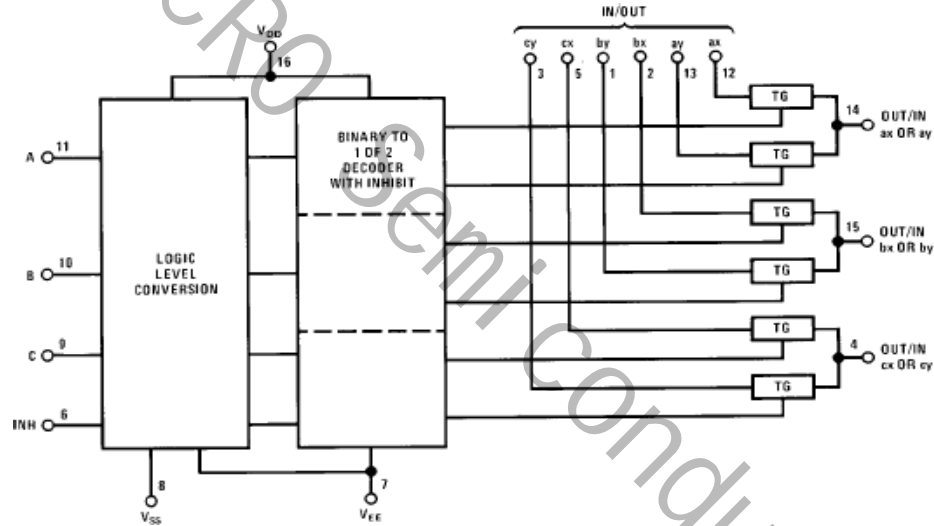 IN/OUT
cy cx by bx ay ax
3 5 1 2 13 12
VDD
16
TG
14 OUT/IN
ax OR ay
TG
BINARY TO
1 OF 2
DECODER
WITH INHIBIT
A 11
TG
15 OUT/IN
bx OR by
TG
LOGIC
LEVEL
CONVERSION
B 10
TG
4 OUT/IN
cx OR cy
TG
C 9
INH 6
8
VSS
7
VEE
CRO Semi condu